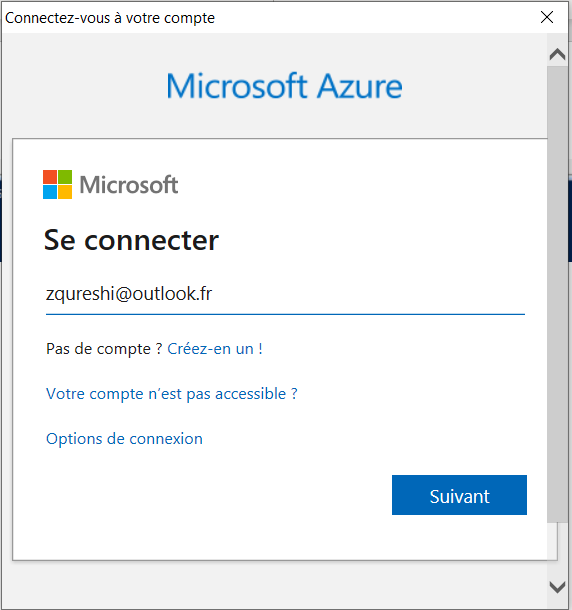 Connectez-vous à votre compte
Microsoft Azure
Microsoft
Se connecter
zqureshi@outlook.fr
Pas de compte ? Créez-en un !
Votre compte n’est pas accessible ?
Options de connexion
Suivant